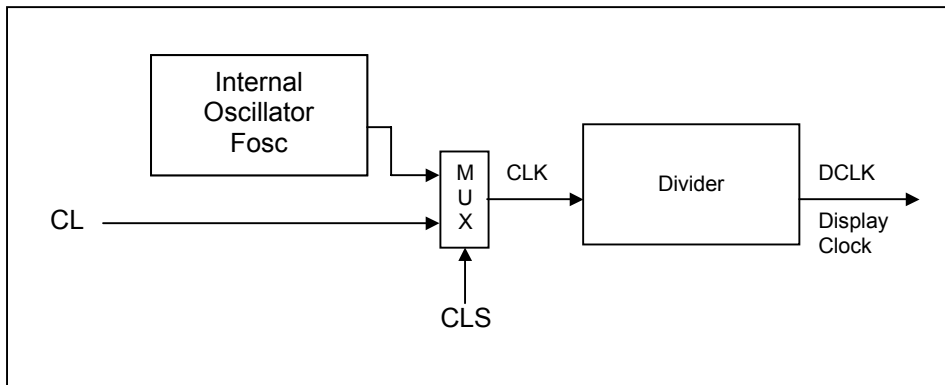 Internal
Oscillator
Fosc
M
U
X
CLK
Divider
DCLK
Display
Clock
CL
CLS